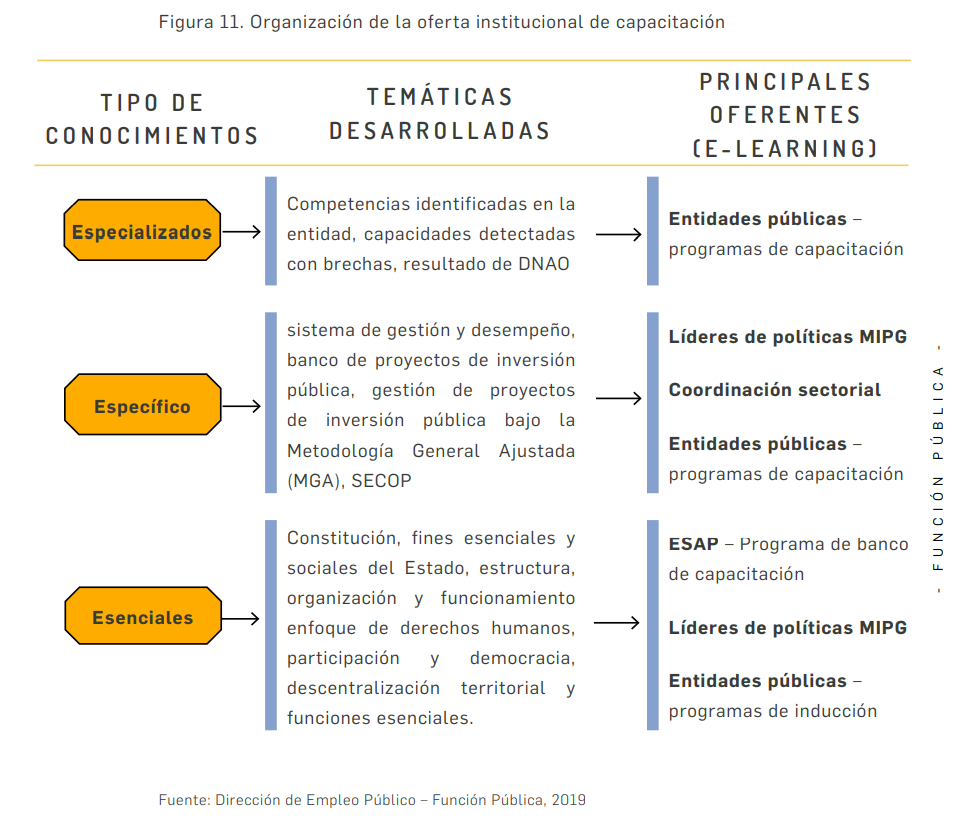 Figura 11. Organización de la oferta institucional de capacitación
TIPO DE
CONOCIMIENTOS
TEMÁTICAS
DESARROLLADAS
PRINCIPALES
OFERENTES
(E-LEARNING)
Especializados
Competencias identificadas en la
entidad, capacidades detectadas
con brechas, resultado de DNAO
Entidades públicas –
programas de capacitación
Específico
sistema de gestión y desempeño,
banco de proyectos de inversión
pública, gestión de proyectos
de inversión pública bajo la
Metodología General Ajustada
(MGA), SECOP
Líderes de políticas MIPG
Coordinación sectorial
Entidades públicas –
programas de capacitación
Esenciales
Constitución, fines esenciales y
sociales del Estado, estructura,
organización y funcionamiento
enfoque de derechos humanos,
participación y democracia,
descentralización territorial y
funciones esenciales.
ESAP – Programa de banco
de capacitación
Líderes de políticas MIPG
Entidades públicas –
programas de inducción
- FUNCIÓN PÚBLICA -
Fuente: Dirección de Empleo Público – Función Pública, 2019